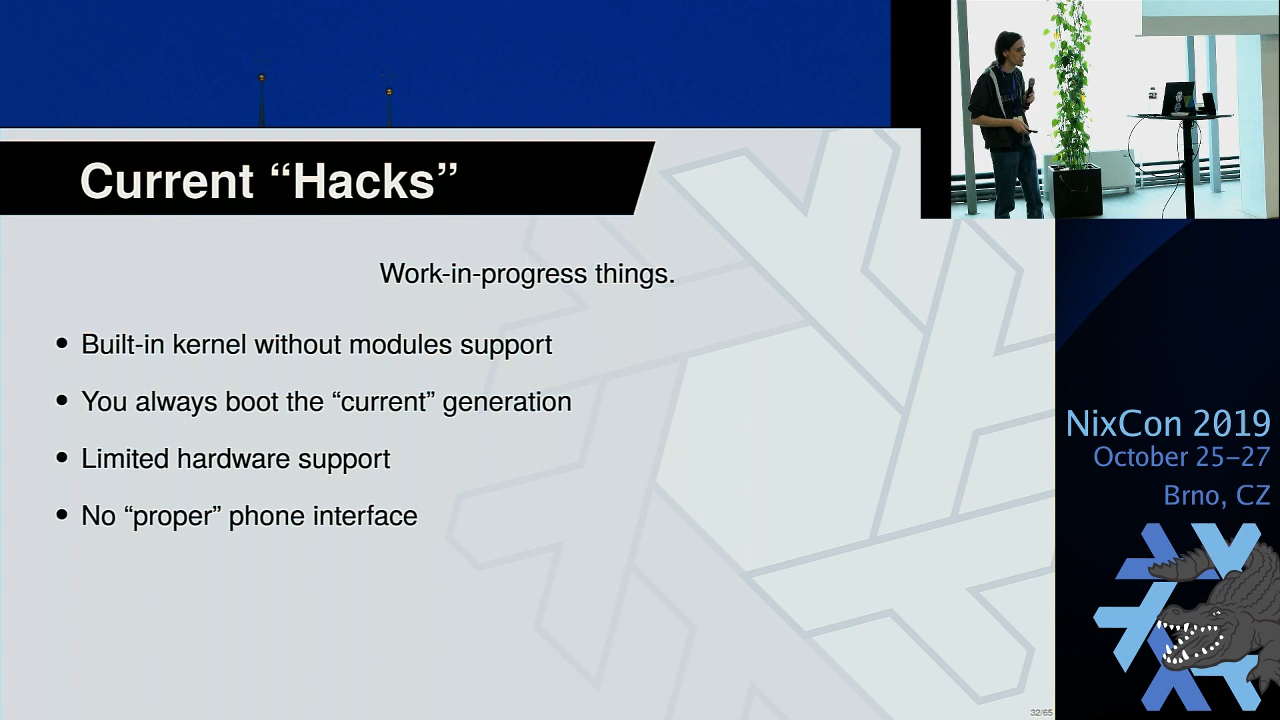 Current “Hacks”
Work-in-progress things.
• Built-in kernel without modules support
• You always boot the “current” generation
• Limited hardware support
• No “proper” phone interface
32/65
NixCon 2019
October 25–27
Brno, CZ